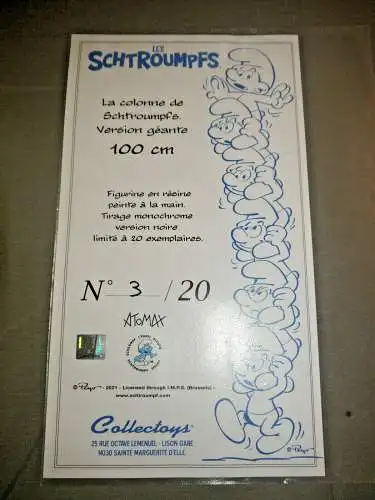 LES
SCHTROUMPFS
La colonne de
Schtroumpfs.
Version géante
100 cm
Figurine en résine
peinte à la main.
Tirage monochrome
version noire
limité à 20 exemplaires.
N° 3 / 20
ATOMAX
© Peyo - 2021 - Licensed through I.M.P.S. (Brussels) -
www.schtroumpf.com
Collectoys
25 RUE OCTAVE LEMENUEL - LISON GARE
14330 SAINTE MARGUERITTE D'ELLE
© Peyo